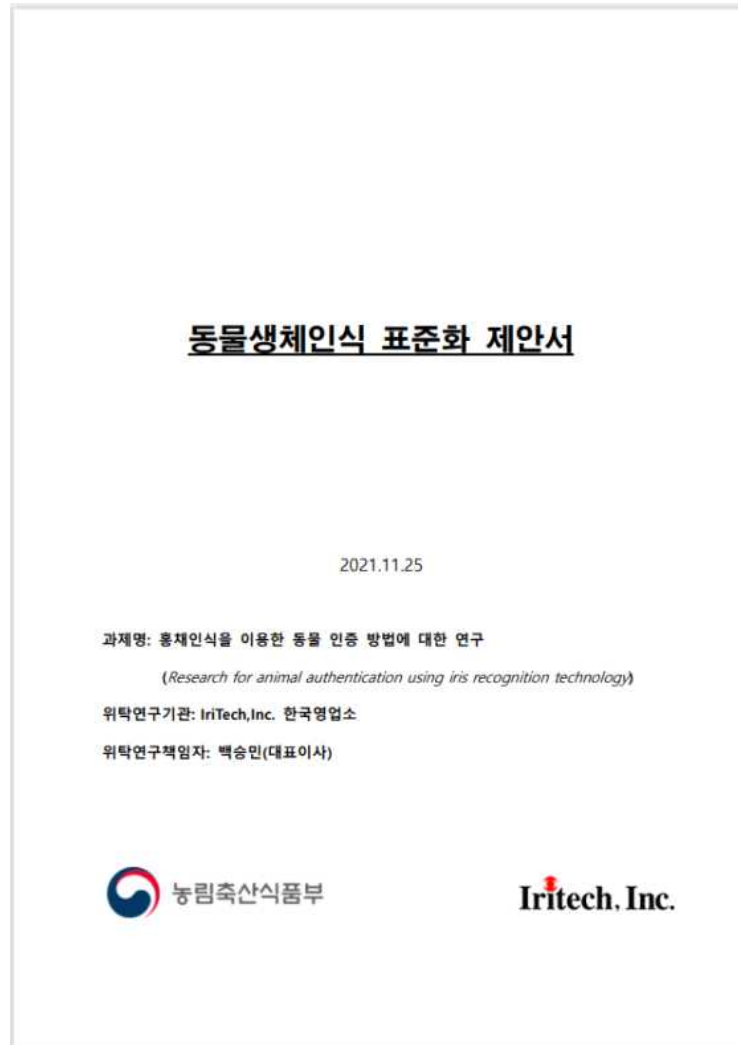 동물생체인식 표준화 제안서
2021.11.25
과제명: 홍채인식을 이용한 동물 인증 방법에 대한 연구
(Research for animal authentication using iris recognition technology)
위탁연구기관: IriTech,Inc. 한국영업소
위탁연구책임자: 백승민(대표이사)
농림축산식품부
Iritech, Inc.